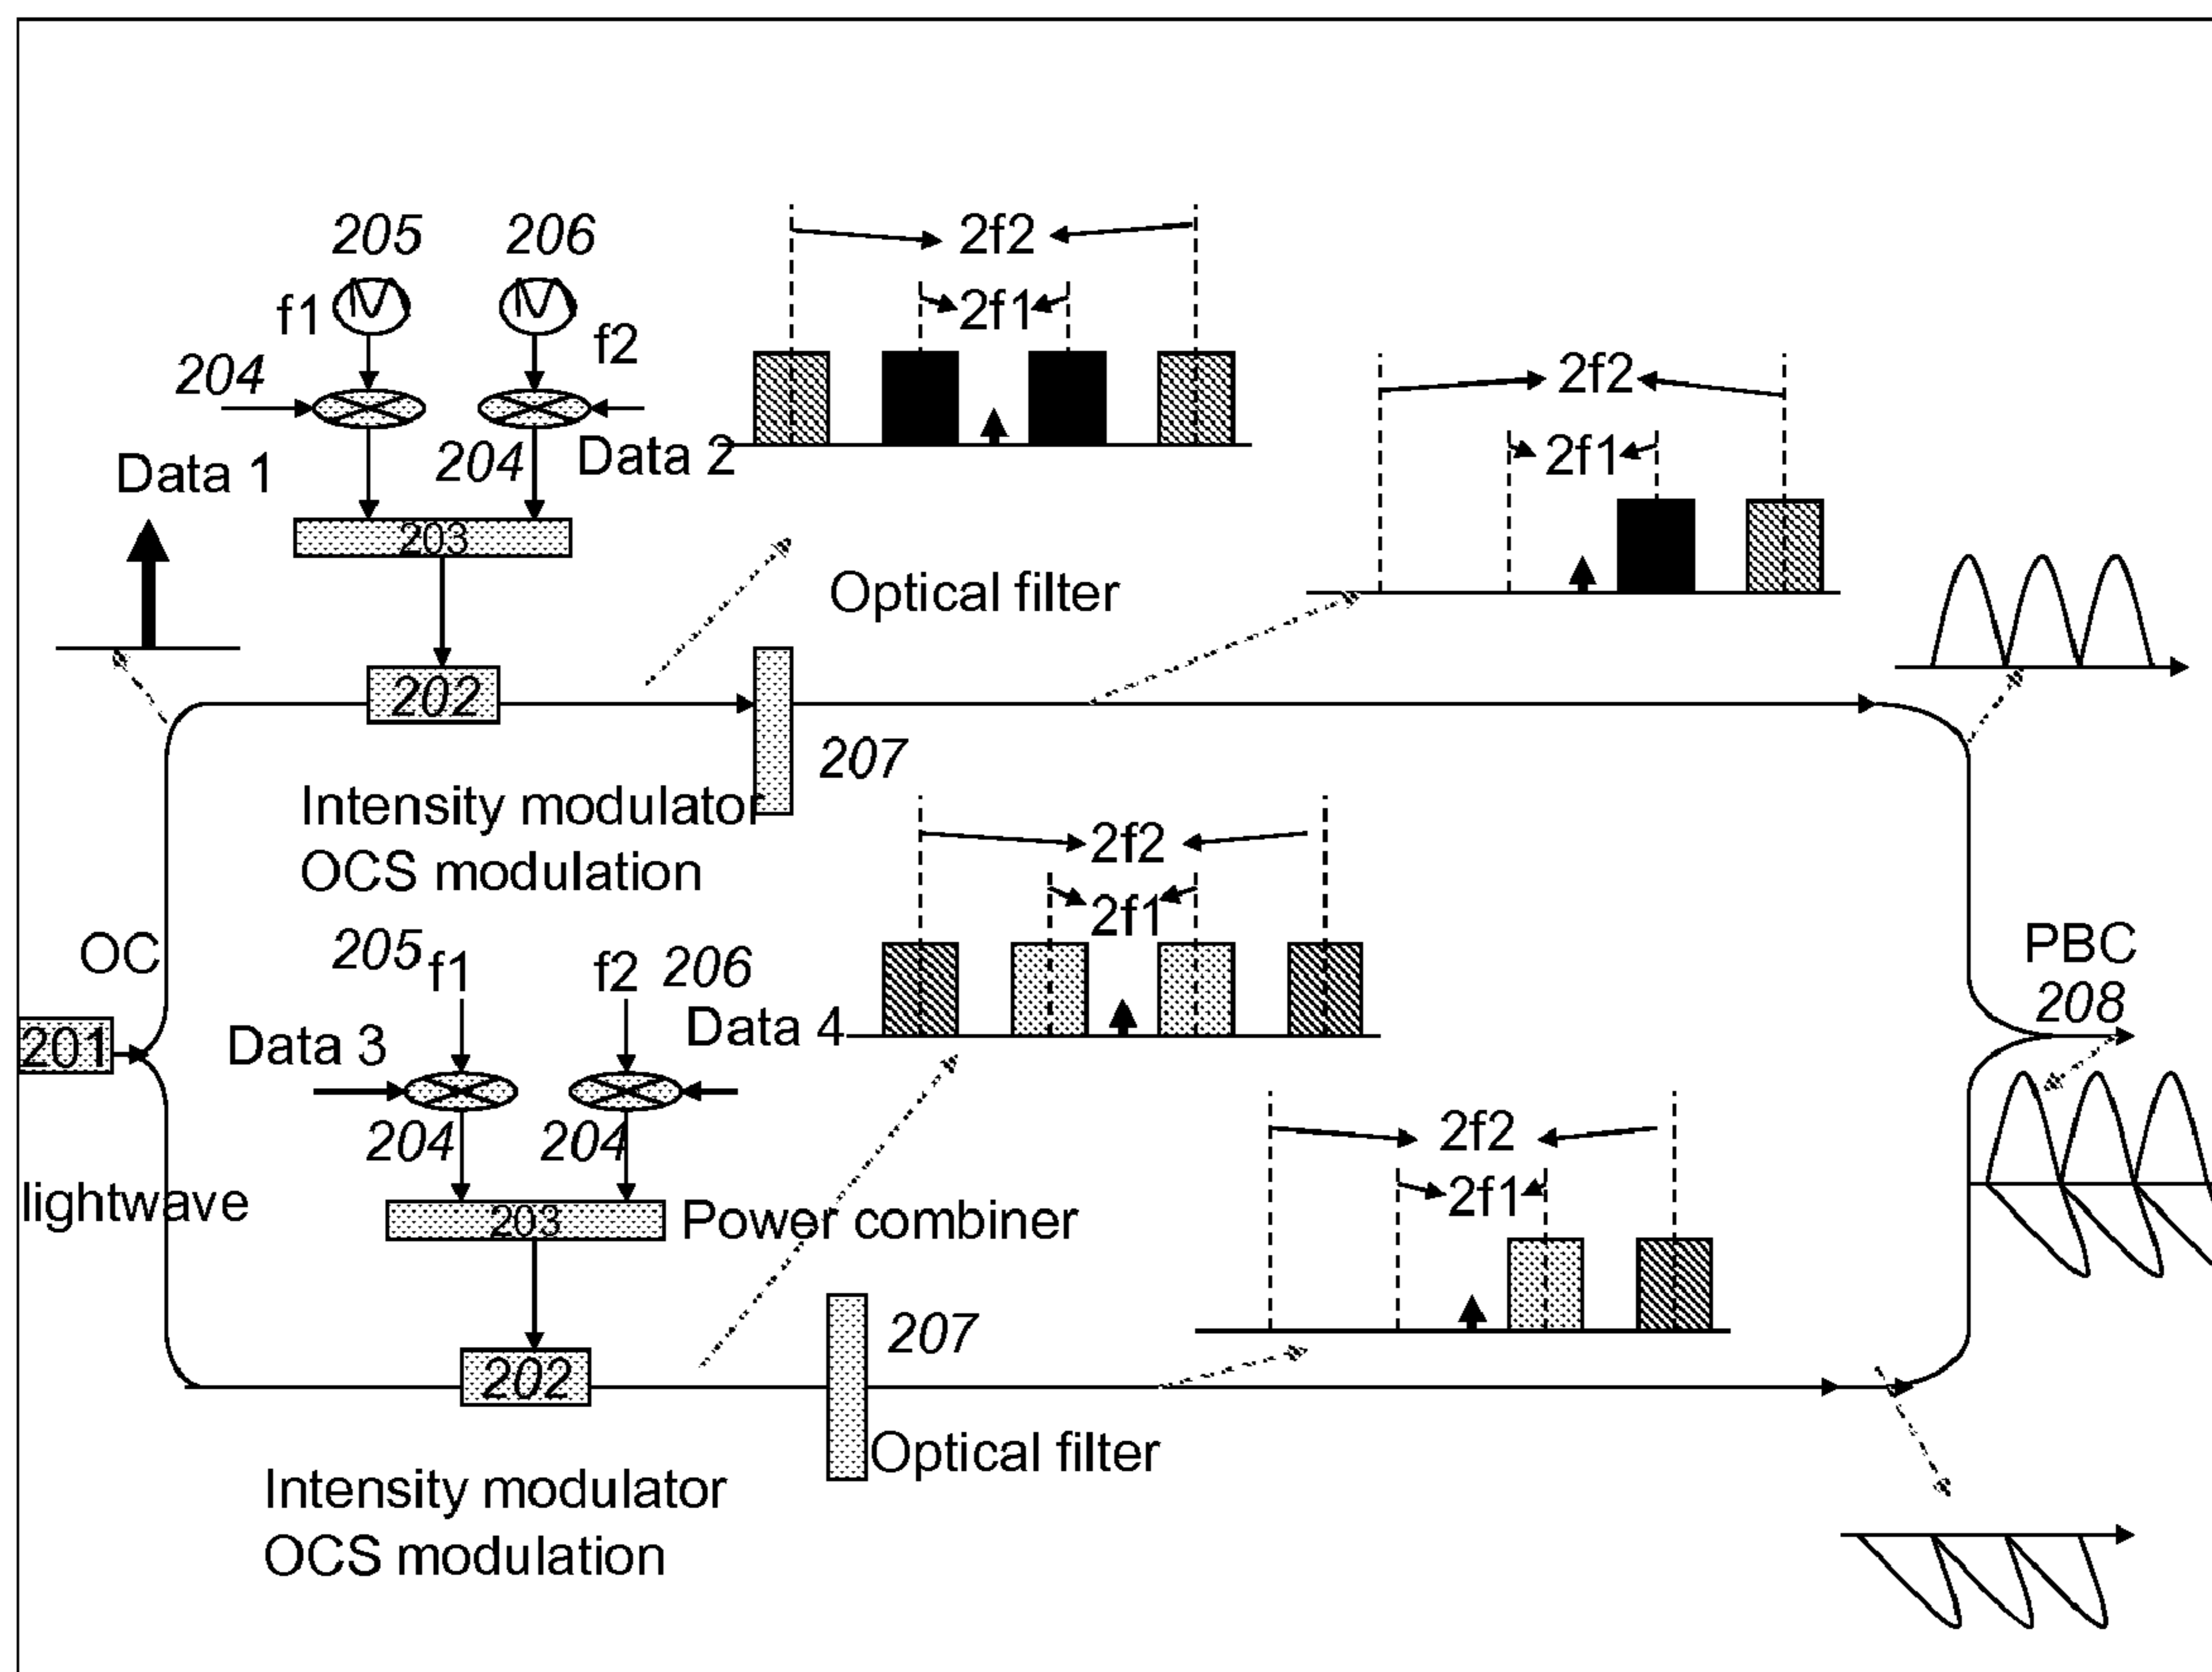 205 206
2f2
f1
2f1
f2
204
2f2
Data 2
204
2f1
Data 1
203
Optical filter
202
207
Intensity modulator
OCS modulation
2f2
2f1
OC
205 f1
f2 206
PBC
208
Data 4
201
Data 3
2f2
204
204
2f1
lightwave
203
Power combiner
207
202
Optical filter
Intensity modulator
OCS modulation